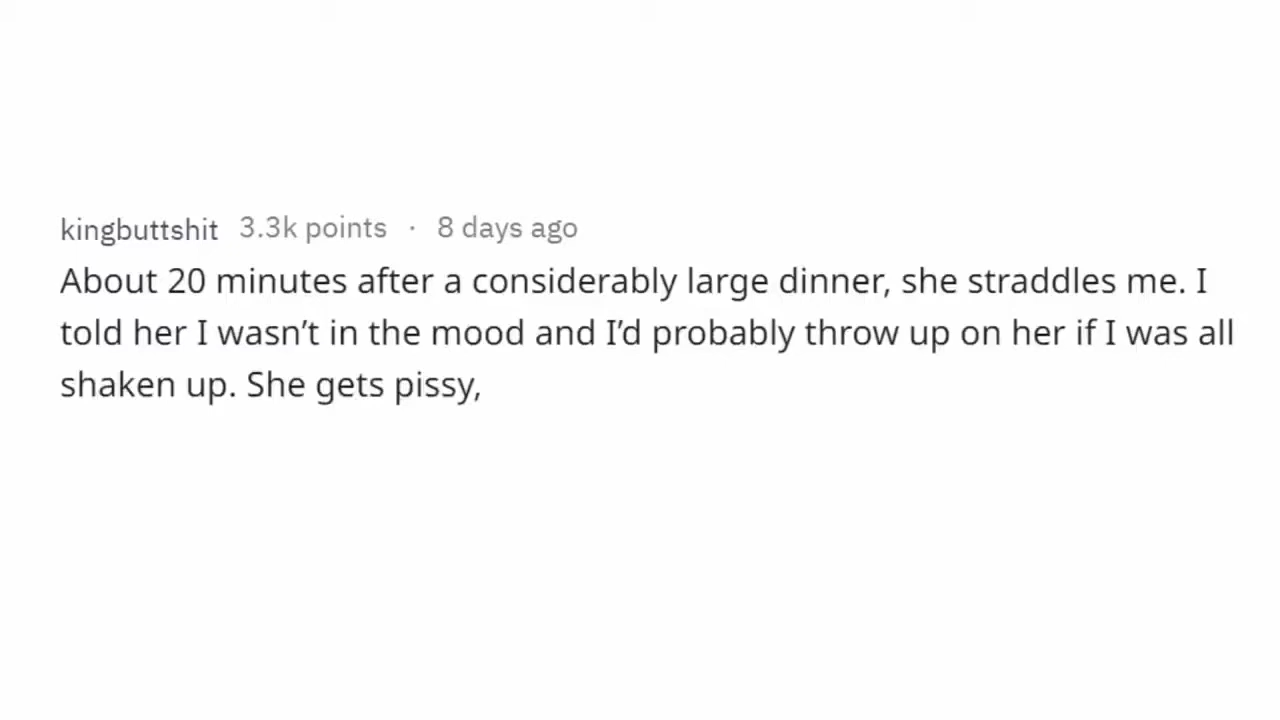 kingbuttshit 3.3k points · 8 days ago
About 20 minutes after a considerably large dinner, she straddles me. I
told her I wasn’t in the mood and I’d probably throw up on her if I was all
shaken up. She gets pissy,